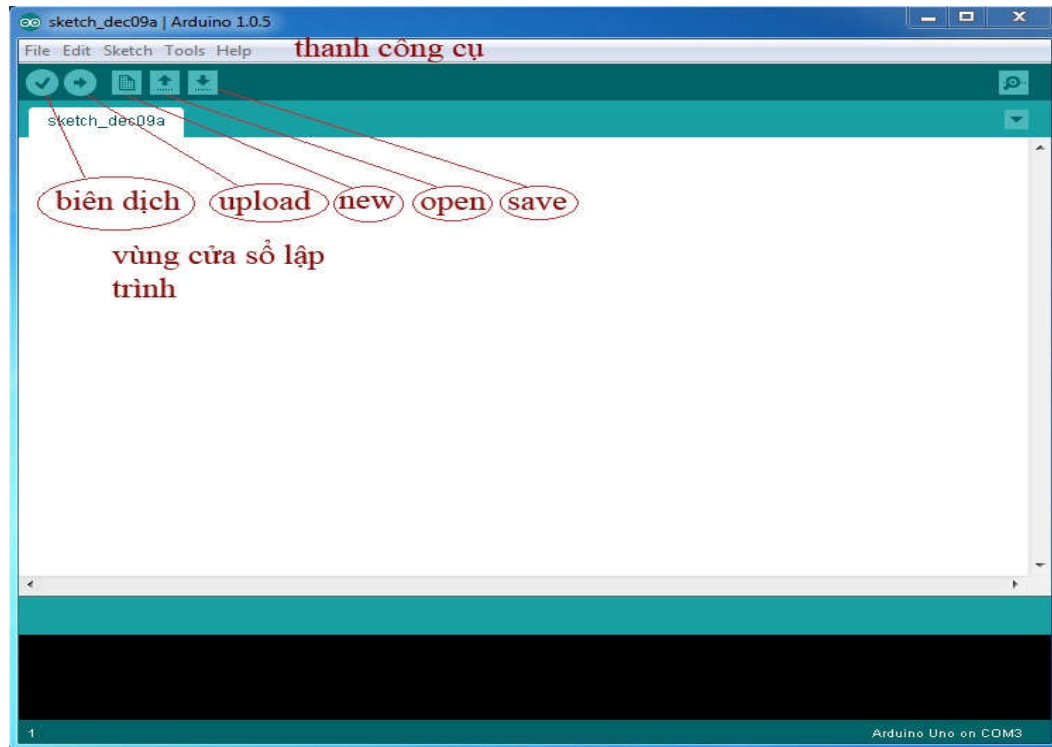 sketch_dec09a | Arduino 1.0.5
File Edit Sketch Tools Help thanh công cụ
sketch_dec09a
biên dịch upload new open save
vùng cửa sổ lập
trình
1 Arduino Uno on COM3